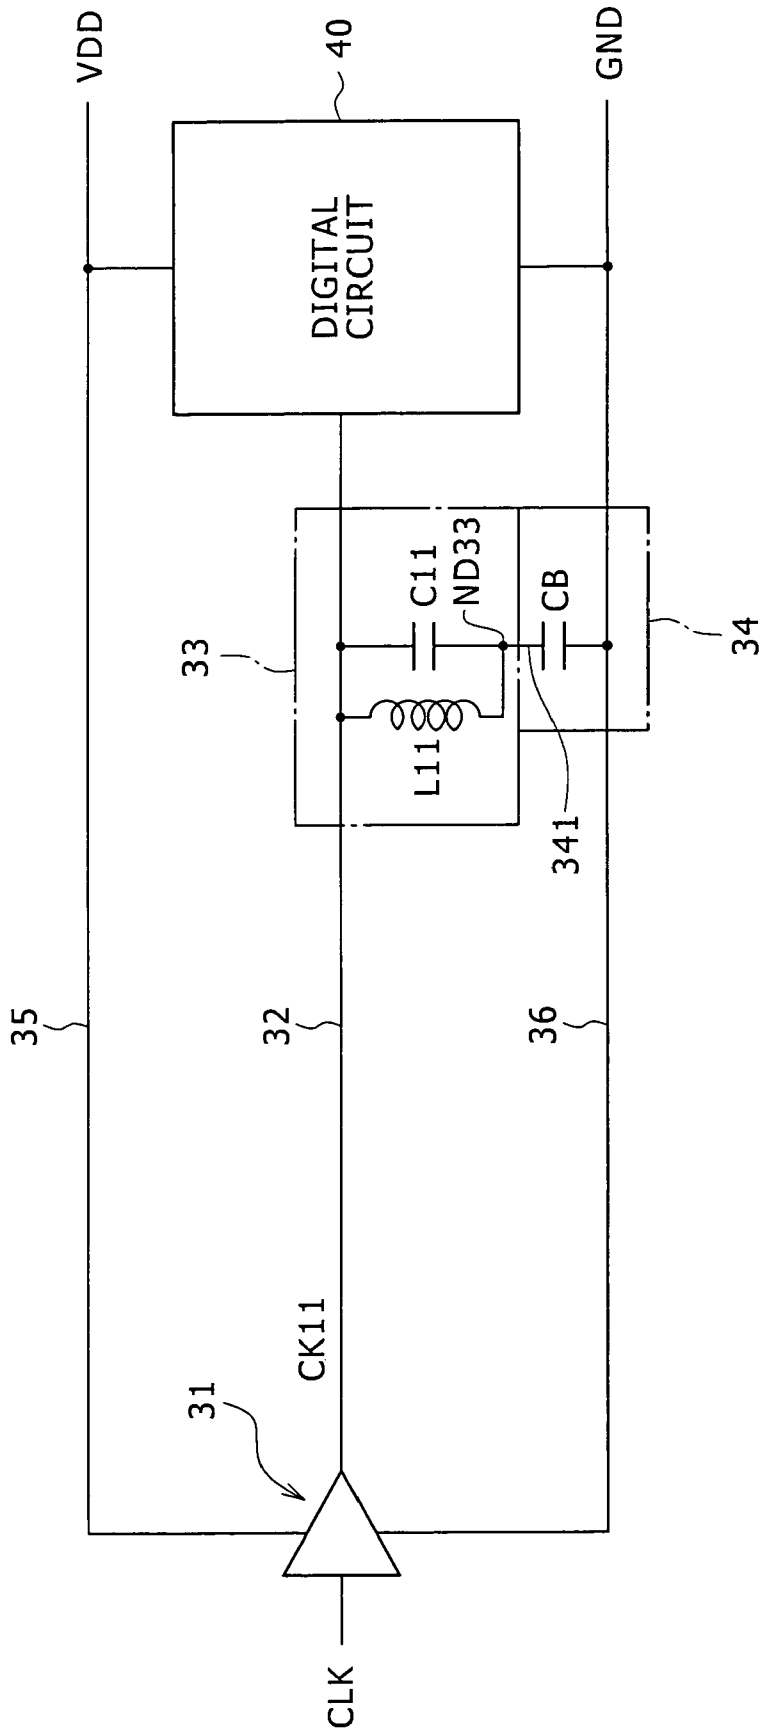 VDD
35
40
31
CK11
32
33
DIGITAL
CIRCUIT
C11
L11
ND33
CLK
341
CB
36
34
GND